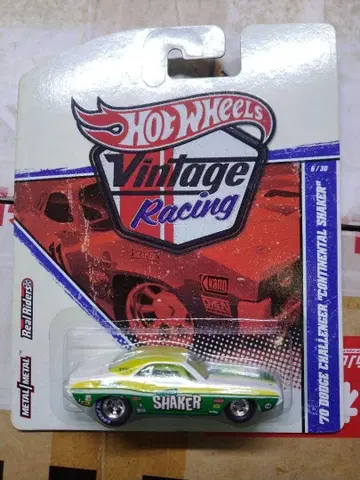 HOT WHEELS
Vintage
Racing
6/30
'70 DODGE CHALLENGER "CONTINENTAL SHAKER"
METAL/METAL
Real Riders
SHAKER